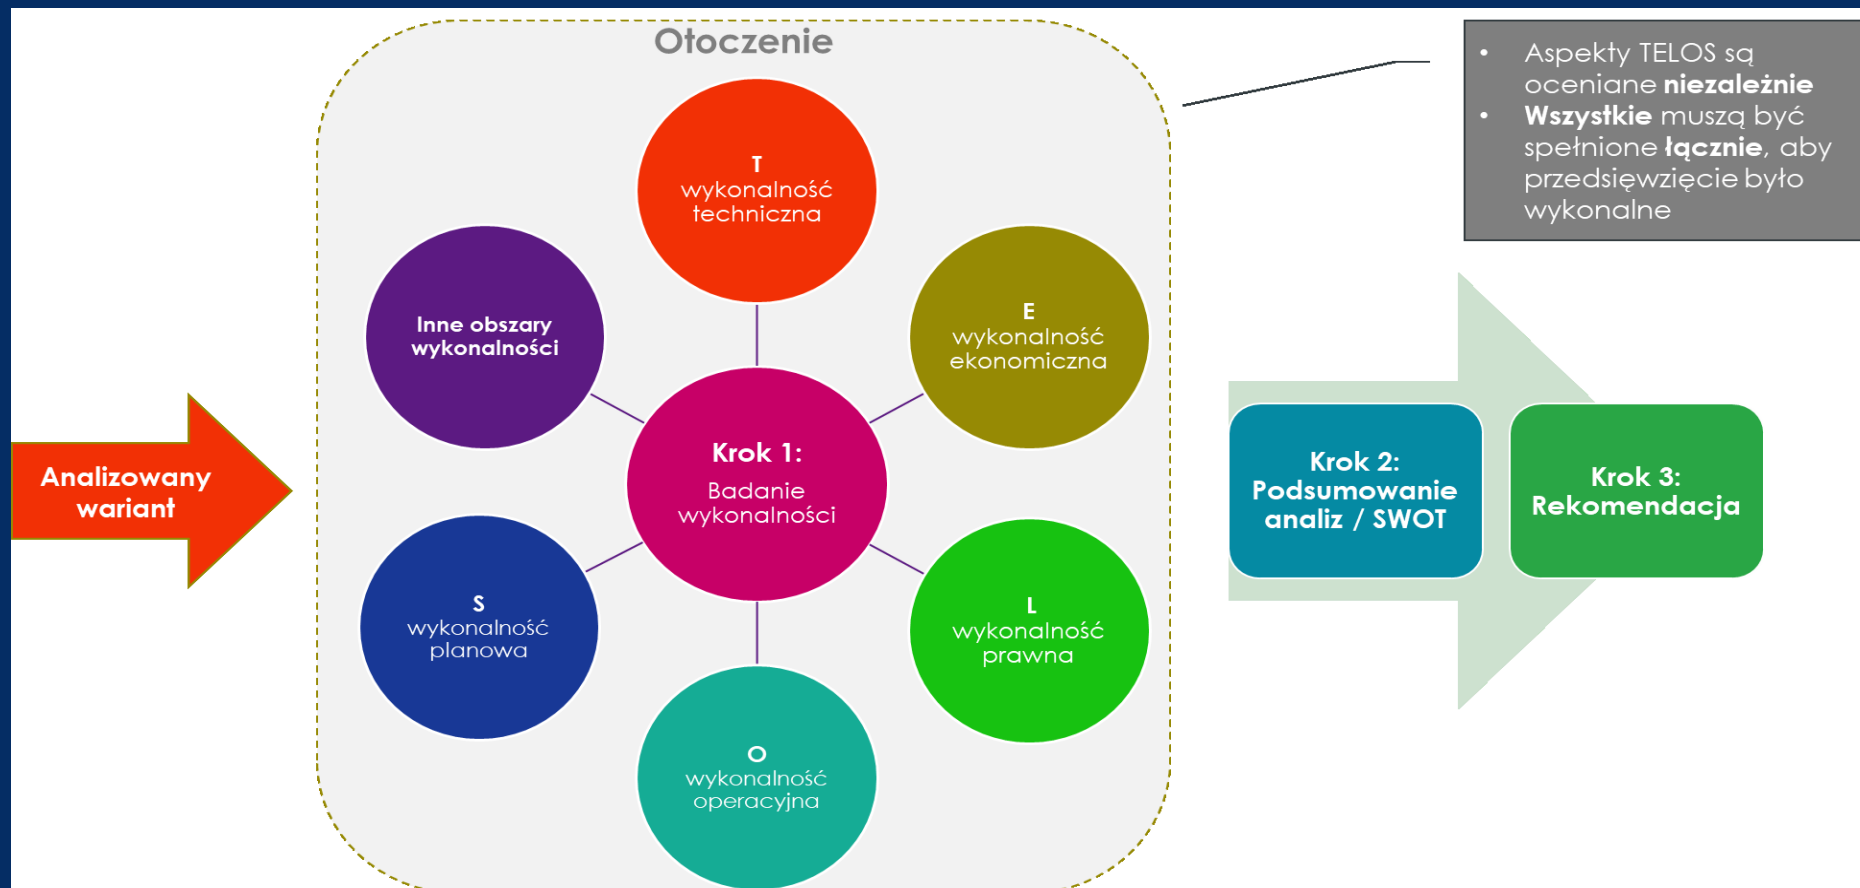 Otoczenie
• Aspekty TELOS są
oceniane niezależnie
• Wszystkie muszą być
spełnione łącznie, aby
przedsięwzięcie było
wykonalne
T
wykonalność
techniczna
Inne obszary
wykonalności
E
wykonalność
ekonomiczna
Analizowany
wariant
Krok 1:
Badanie
wykonalności
Krok 2:
Podsumowanie
analiz / SWOT
Krok 3:
Rekomendacja
S
wykonalność
planowa
L
wykonalność
prawna
O
wykonalność
operacyjna